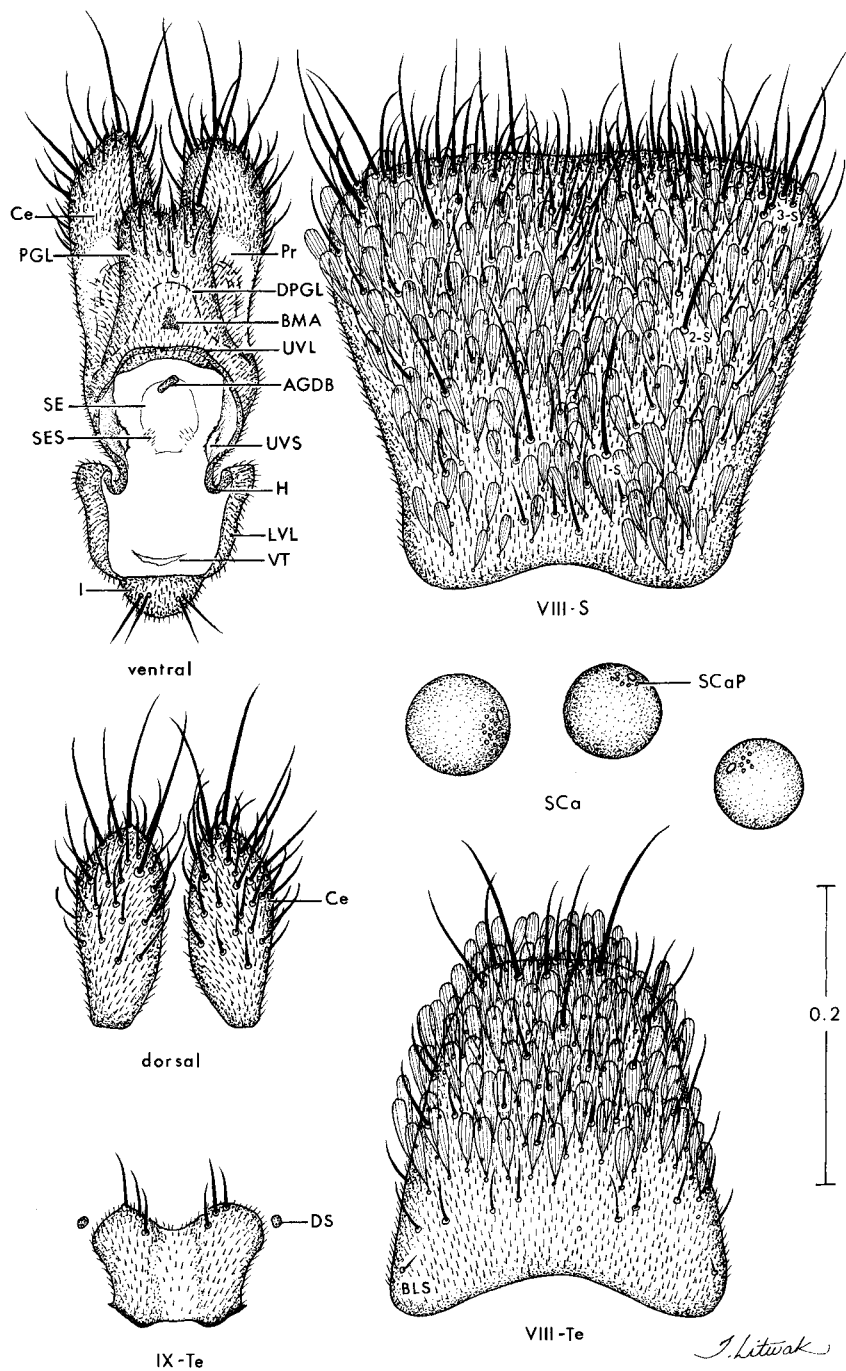 Ce
PGL
Pr
DPGL
BMA
UVL
AGDB
SE
SES
UVS
H
LVL
VT
I
ventral
3-S
2-S
1-S
VIII-S
SCaP
SCa
Ce
dorsal
0.2
DS
IX-Te
BLS
VIII-Te
J. Litwak